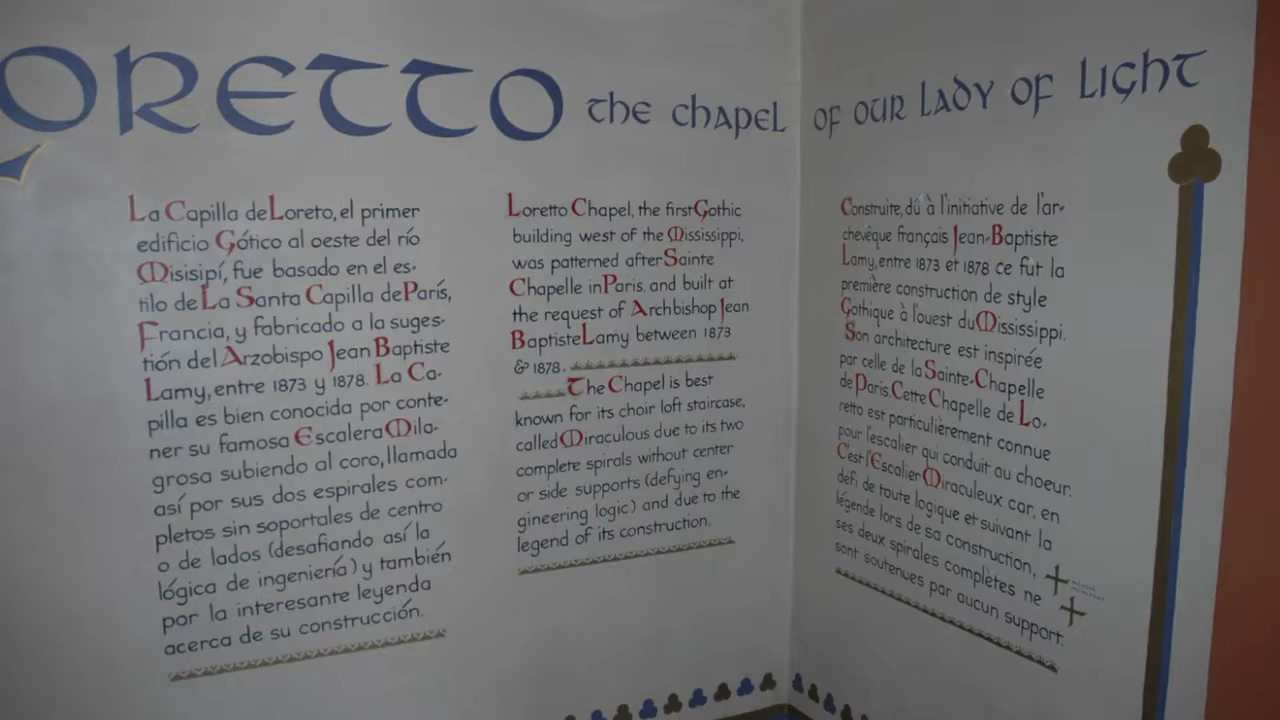 ORETTO the chapel of our lady of light
La Capilla de Loreto, el primer
edificio Gótico al oeste del río
Misisipí, fue basado en el es-
tilo de La Santa Capilla de París,
Francia, y fabricado a la suges-
tión del Arzobispo Jean Baptiste
Lamy, entre 1873 y 1878. La Ca-
pilla es bien conocida por conte-
ner su famosa Escalera Mila-
grosa subiendo al coro, llamada
así por sus dos espirales com-
pletos sin soportales de centro
o de lados (desafiando así la
lógica de ingeniería) y también
por la interesante leyenda
acerca de su construcción.
Loretto Chapel, the first Gothic
building west of the Mississippi,
was patterned after Sainte
Chapelle in Paris, and built at
the request of Archbishop Jean
Baptiste Lamy between 1873
& 1878.
The Chapel is best
known for its choir loft staircase,
called Miraculous due to its two
complete spirals without center
or side supports (defying en-
gineering logic) and due to the
legend of its construction.
Construite, dû à l'initiative de l'ar-
chevêque français Jean-Baptiste
Lamy, entre 1873 et 1878 ce fut la
première construction de style
Gothique à l'ouest du Mississippi.
Son architecture est inspirée
par celle de la Sainte-Chapelle
de Paris. Cette Chapelle de Lo-
retto est particulièrement connue
pour l'escalier qui conduit au choeur.
C'est l'Escalier Miraculeux car, en
défi de toute logique et suivant la
légende lors de sa construction,
ses deux spirales complètes ne
sont soutenues par aucun support.